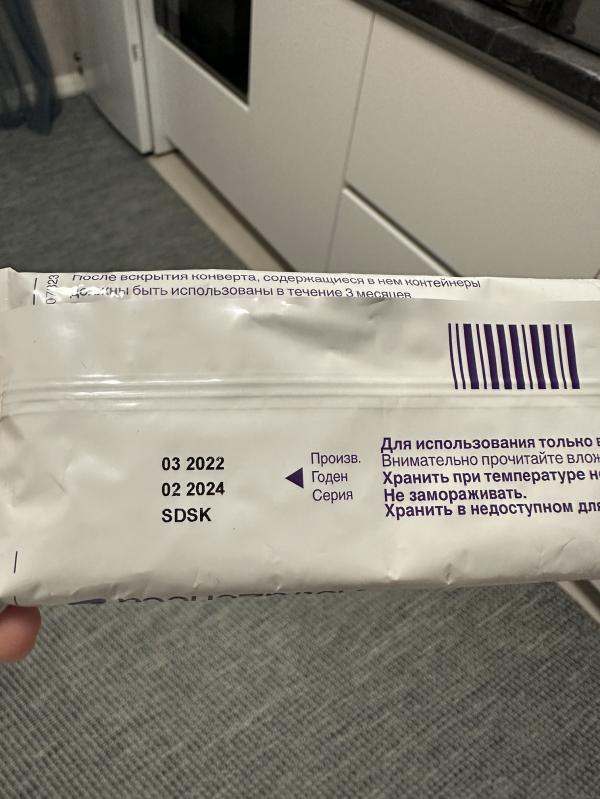 После вскрытия конверта, содержащиеся в нем контейнеры
должны быть использованы в течение 3 месяцев
03 2022
02 2024
SDSK
Произв.
Годен
Серия
Для использования только
Внимательно прочитайте
Хранить при температуре
Не замораживать.
Хранить в недоступном для